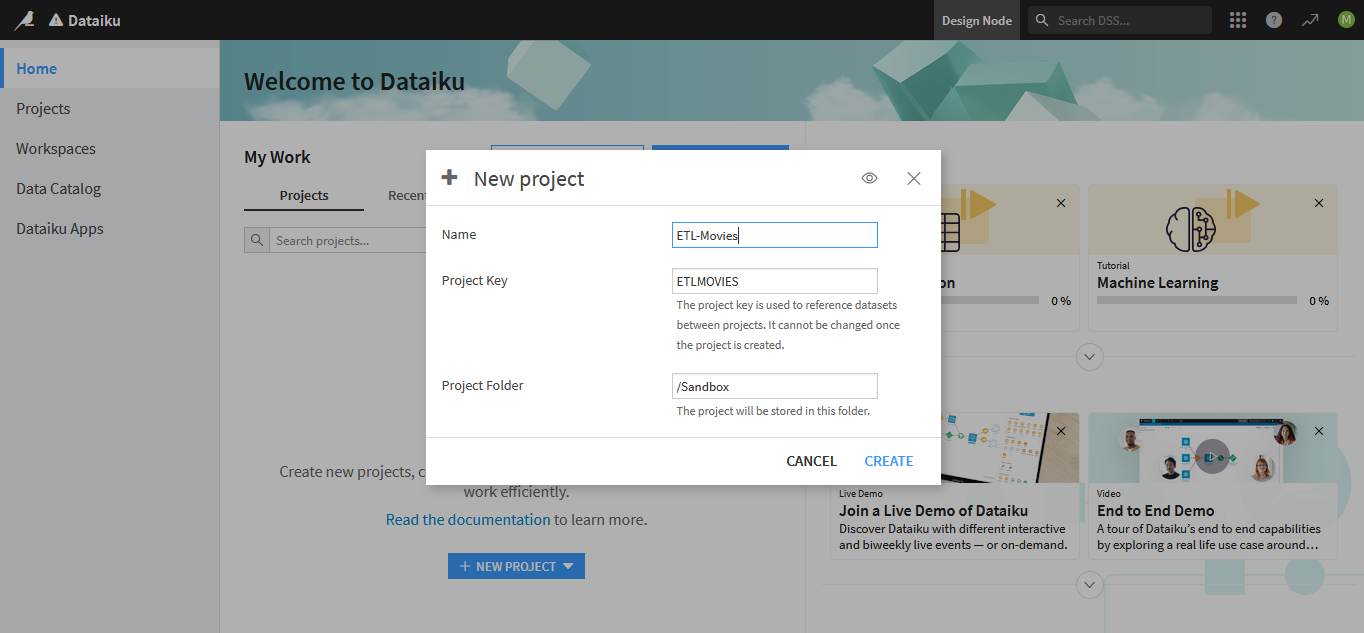 Dataiku
Design Node
Search DSS...
?
M
Home
Projects
Workspaces
Data Catalog
Dataiku Apps
Welcome to Dataiku
My Work
Projects
Recen
Search projects...
Create new projects, c
work efficiently.
Read the documentation to learn more.
+ NEW PROJECT
New project
Name
ETL-Movies
Project Key
ETLMOVIES
The project key is used to reference datasets
between projects. It cannot be changed once
the project is created.
Project Folder
/Sandbox
The project will be stored in this folder.
CANCEL
CREATE
on
0 %
Tutorial
Machine Learning
0 %
Live Demo
Join a Live Demo of Dataiku
Discover Dataiku with different interactive
and biweekly live events — or on-demand.
Video
End to End Demo
A tour of Dataiku's end to end capabilities
by exploring a real life use case around...